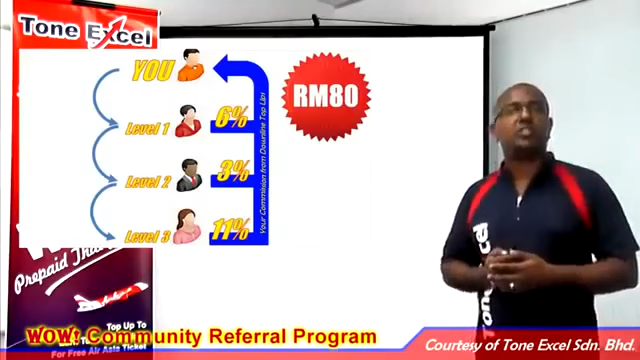 Tone Excel
YOU
RM80
Level 1
6%
Level 2
3%
Level 3
11%
Your Commission from Downline Top Ups
Prepaid
Top Up To
For Free Air Asia Ticket
one Excel
WOW! Community Referral Program
Courtesy of Tone Excel Sdn. Bhd.